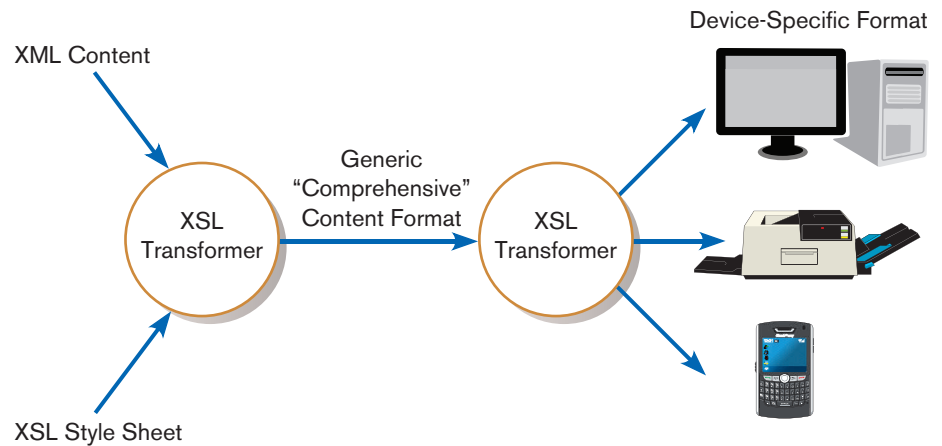 Device-Specific Format
XML Content
Generic
“Comprehensive”
Content Format
XSL
Transformer
XSL
Transformer
XSL Style Sheet